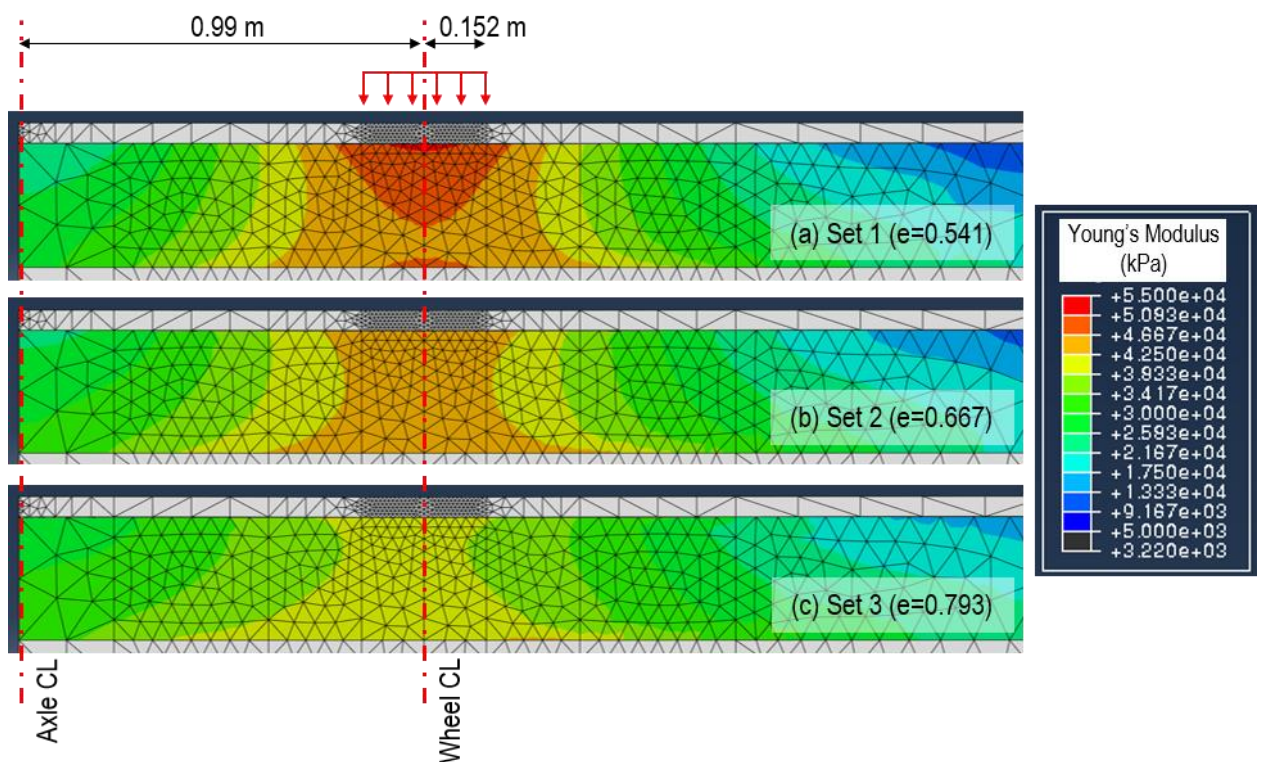 0.99 m
0.152 m
(a) Set 1 (e=0.541)
(b) Set 2 (e=0.667)
(c) Set 3 (e=0.793)
Young's Modulus
(kPa)
+5.500e+04
+5.093e+04
+4.667e+04
+4.250e+04
+3.833e+04
+3.417e+04
+3.000e+04
+2.593e+04
+2.167e+04
+1.750e+04
+1.333e+04
+9.167e+03
+5.000e+03
+3.220e+03
Axle CL
Wheel CL